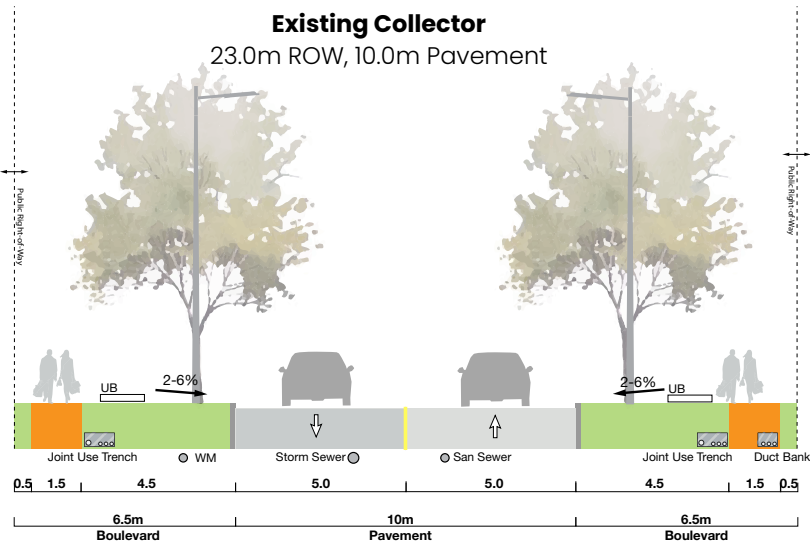 Existing Collector
23.0m ROW, 10.0m Pavement
Public Right-of-Way
Public Right-of-Way
UB
2-6%
2-6%
UB
Joint Use Trench
WM
Storm Sewer
San Sewer
Joint Use Trench
Duct Bank
0.5 1.5 4.5 5.0 5.0 4.5 1.5 0.5
6.5m 10m 6.5m
Boulevard Pavement Boulevard